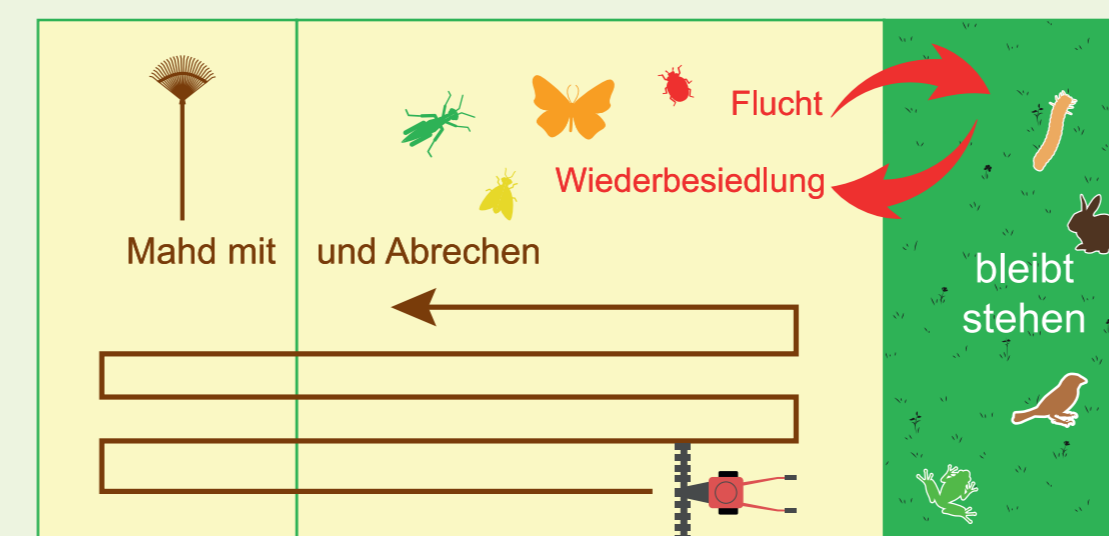 Flucht
Wiederbesiedlung
Mahd mit und Abrechen
bleibt
stehen